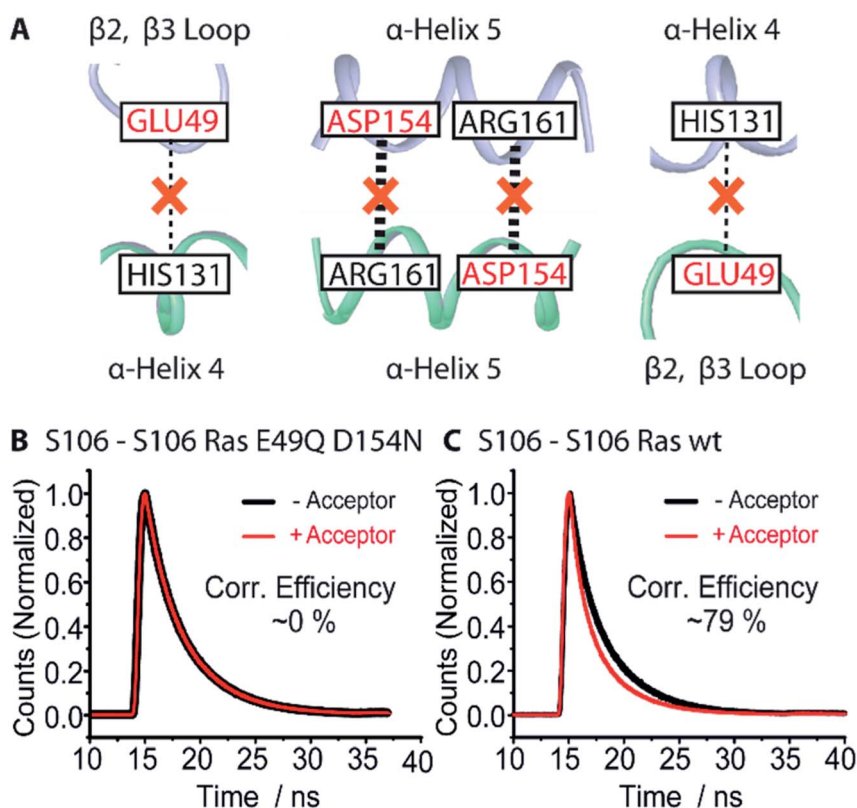 A
β2, β3 Loop
α-Helix 5
α-Helix 4
GLU49
ASP154
ARG161
HIS131
HIS131
ARG161
ASP154
GLU49
α-Helix 4
α-Helix 5
β2, β3 Loop
B S106 - S106 Ras E49Q D154N
Counts (Normalized)
1.0
0.8
0.6
0.4
0.2
0.0
- Acceptor
+ Acceptor
Corr. Efficiency
~0 %
10 15 20 25 30 35 40
Time / ns
C S106 - S106 Ras wt
Counts (Normalized)
1.0
0.8
0.6
0.4
0.2
0.0
- Acceptor
+ Acceptor
Corr. Efficiency
~79 %
10 15 20 25 30 35 40
Time / ns